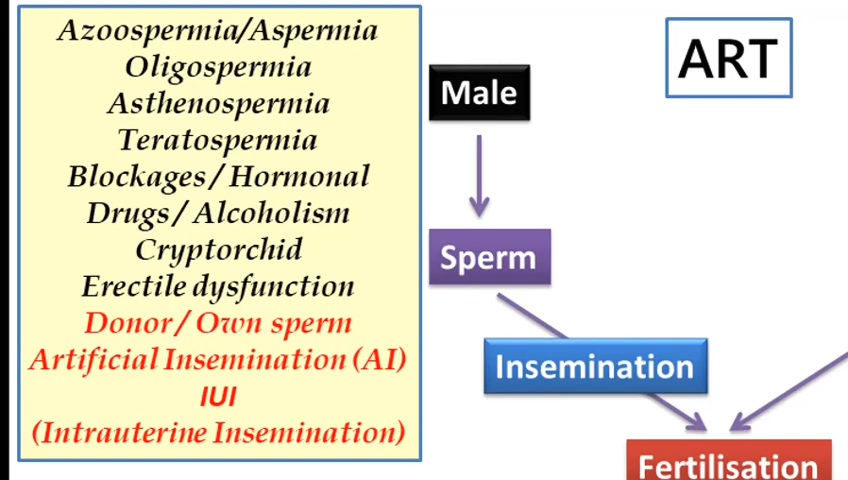 Azoospermia/Aspermia
Oligospermia
Asthenospermia
Teratospermia
Blockages / Hormonal
Drugs / Alcoholism
Cryptorchid
Erectile dysfunction
Donor / Own sperm
Artificial Insemination (AI)
IUI
(Intrauterine Insemination)
Male
Sperm
Insemination
Fertilisation
ART